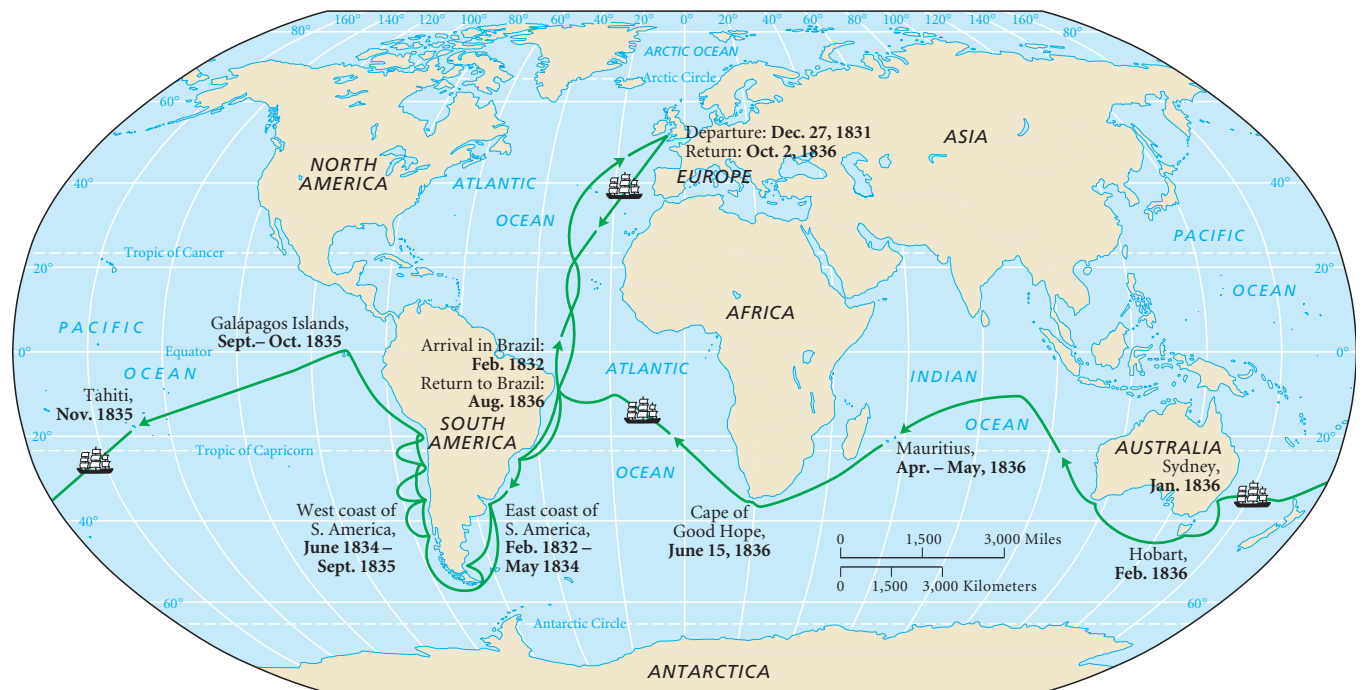 160° 140° 120° 100° 80° 60° 40° 20° 0° 20° 40° 60° 80° 100° 120° 140° 160°
80°
80°
ARCTIC OCEAN
Arctic Circle
60°
60°
Departure: Dec. 27, 1831
Return: Oct. 2, 1836
ASIA
NORTH
AMERICA
EUROPE
ATLANTIC
OCEAN
40°
40°
Tropic of Cancer
PACIFIC
OCEAN
20°
20°
AFRICA
PACIFIC
OCEAN
Galápagos Islands,
Sept.– Oct. 1835
Equator
0°
0°
Arrival in Brazil:
Feb. 1832
Return to Brazil:
Aug. 1836
ATLANTIC
OCEAN
INDIAN
OCEAN
Tahiti,
Nov. 1835
SOUTH
AMERICA
20°
20°
Tropic of Capricorn
Mauritius,
Apr. – May, 1836
AUSTRALIA
Sydney,
Jan. 1836
West coast of
S. America,
June 1834 –
Sept. 1835
East coast of
S. America,
Feb. 1832 –
May 1834
Cape of
Good Hope,
June 15, 1836
40°
40°
0 1,500 3,000 Miles
0 1,500 3,000 Kilometers
Hobart,
Feb. 1836
60°
60°
Antarctic Circle
ANTARCTICA